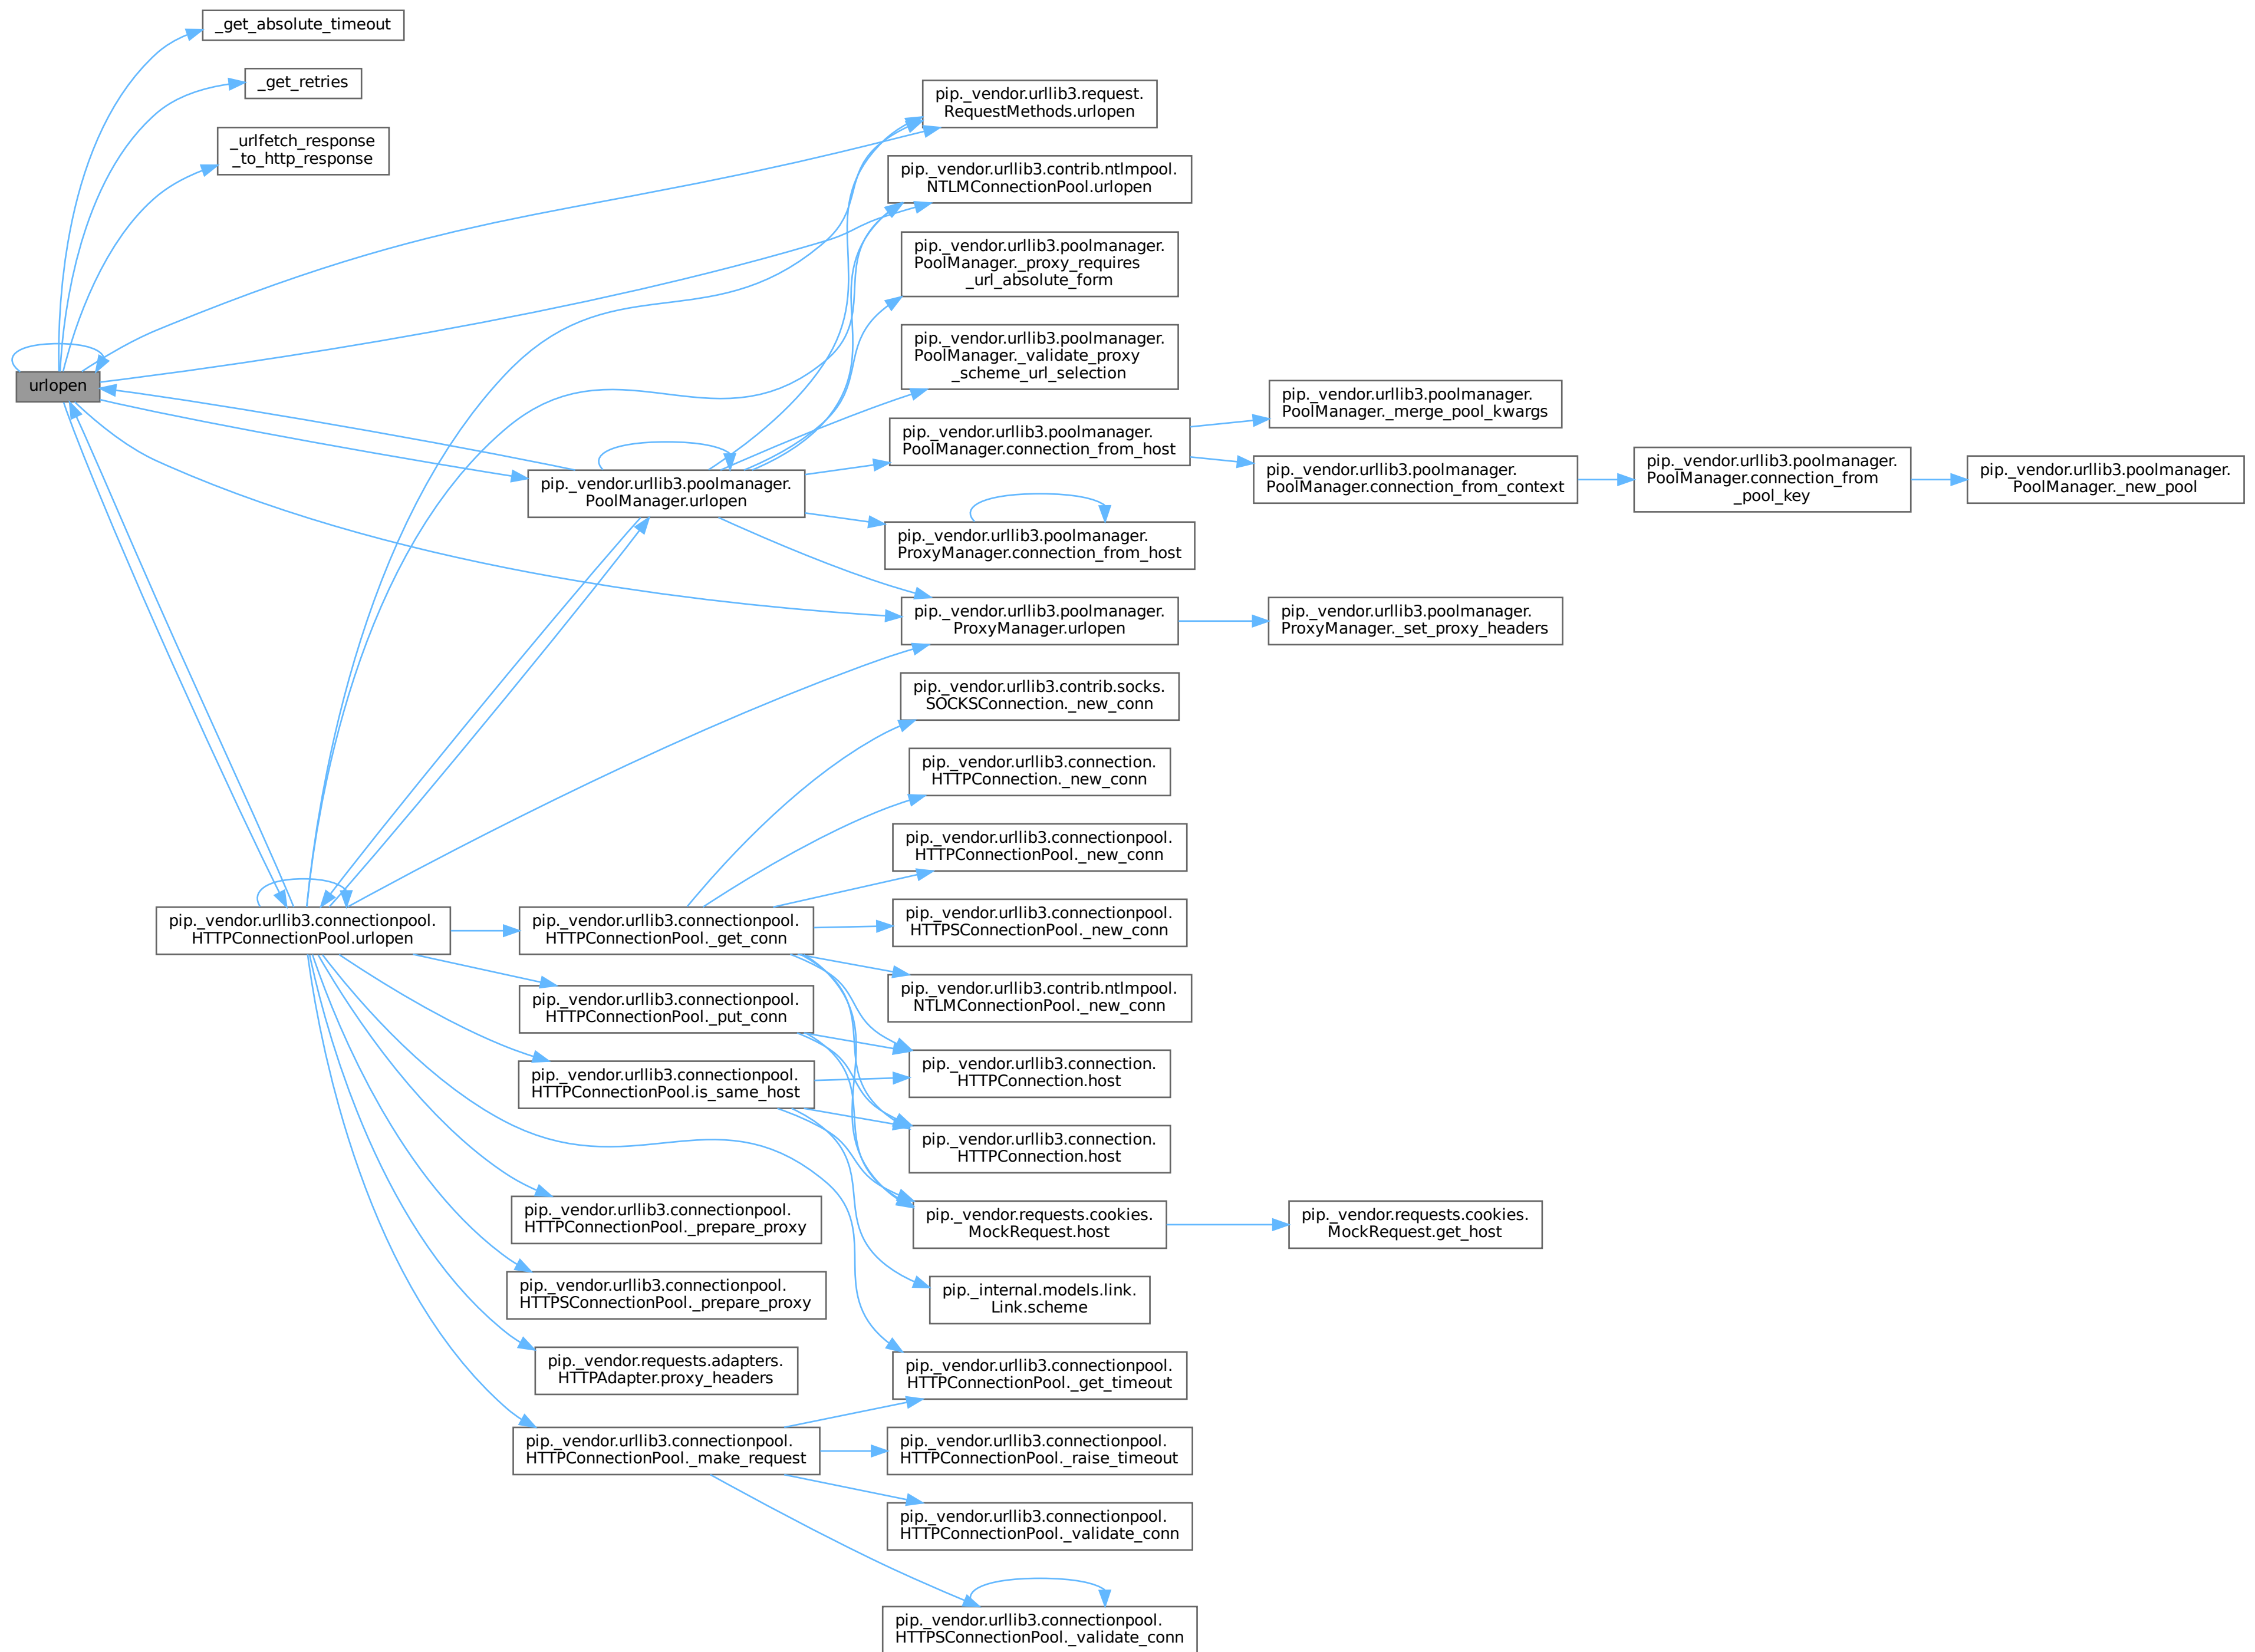 _get_absolute_timeout
_get_retries
_urlfetch_response
_to_http_response
urlopen
pip._vendor.urllib3.request.
RequestMethods.urlopen
pip._vendor.urllib3.contrib.ntlmpool.
NTLMConnectionPool.urlopen
pip._vendor.urllib3.poolmanager.
PoolManager._proxy_requires
_url_absolute_form
pip._vendor.urllib3.poolmanager.
PoolManager._validate_proxy
_scheme_url_selection
pip._vendor.urllib3.poolmanager.
PoolManager.urlopen
pip._vendor.urllib3.poolmanager.
PoolManager.connection_from_host
pip._vendor.urllib3.poolmanager.
PoolManager._merge_pool_kwargs
pip._vendor.urllib3.poolmanager.
PoolManager.connection_from_context
pip._vendor.urllib3.poolmanager.
PoolManager.connection_from
_pool_key
pip._vendor.urllib3.poolmanager.
PoolManager._new_pool
pip._vendor.urllib3.poolmanager.
ProxyManager.connection_from_host
pip._vendor.urllib3.poolmanager.
ProxyManager.urlopen
pip._vendor.urllib3.poolmanager.
ProxyManager._set_proxy_headers
pip._vendor.urllib3.contrib.socks.
SOCKSConnection._new_conn
pip._vendor.urllib3.connection.
HTTPConnection._new_conn
pip._vendor.urllib3.connectionpool.
HTTPConnectionPool._new_conn
pip._vendor.urllib3.connectionpool.
HTTPConnectionPool.urlopen
pip._vendor.urllib3.connectionpool.
HTTPConnectionPool._get_conn
pip._vendor.urllib3.connectionpool.
HTTPSConnectionPool._new_conn
pip._vendor.urllib3.connectionpool.
HTTPConnectionPool._put_conn
pip._vendor.urllib3.contrib.ntlmpool.
NTLMConnectionPool._new_conn
pip._vendor.urllib3.connectionpool.
HTTPConnectionPool.is_same_host
pip._vendor.urllib3.connection.
HTTPConnection.host
pip._vendor.urllib3.connection.
HTTPConnection.host
pip._vendor.urllib3.connectionpool.
HTTPConnectionPool._prepare_proxy
pip._vendor.requests.cookies.
MockRequest.host
pip._vendor.requests.cookies.
MockRequest.get_host
pip._vendor.urllib3.connectionpool.
HTTPSConnectionPool._prepare_proxy
pip._internal.models.link.
Link.scheme
pip._vendor.requests.adapters.
HTTPAdapter.proxy_headers
pip._vendor.urllib3.connectionpool.
HTTPConnectionPool._get_timeout
pip._vendor.urllib3.connectionpool.
HTTPConnectionPool._make_request
pip._vendor.urllib3.connectionpool.
HTTPConnectionPool._raise_timeout
pip._vendor.urllib3.connectionpool.
HTTPConnectionPool._validate_conn
pip._vendor.urllib3.connectionpool.
HTTPSConnectionPool._validate_conn